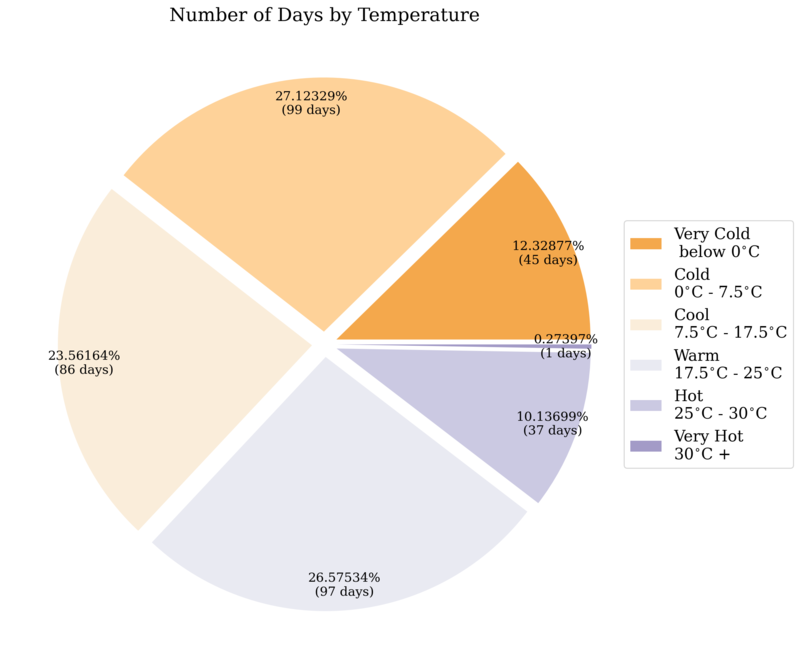 Number of Days by Temperature
27.12329%
(99 days)
12.32877%
(45 days)
0.27397%
(1 days)
23.56164%
(86 days)
10.13699%
(37 days)
26.57534%
(97 days)
Very Cold
below 0°C
Cold
0°C - 7.5°C
Cool
7.5°C - 17.5°C
Warm
17.5°C - 25°C
Hot
25°C - 30°C
Very Hot
30°C +